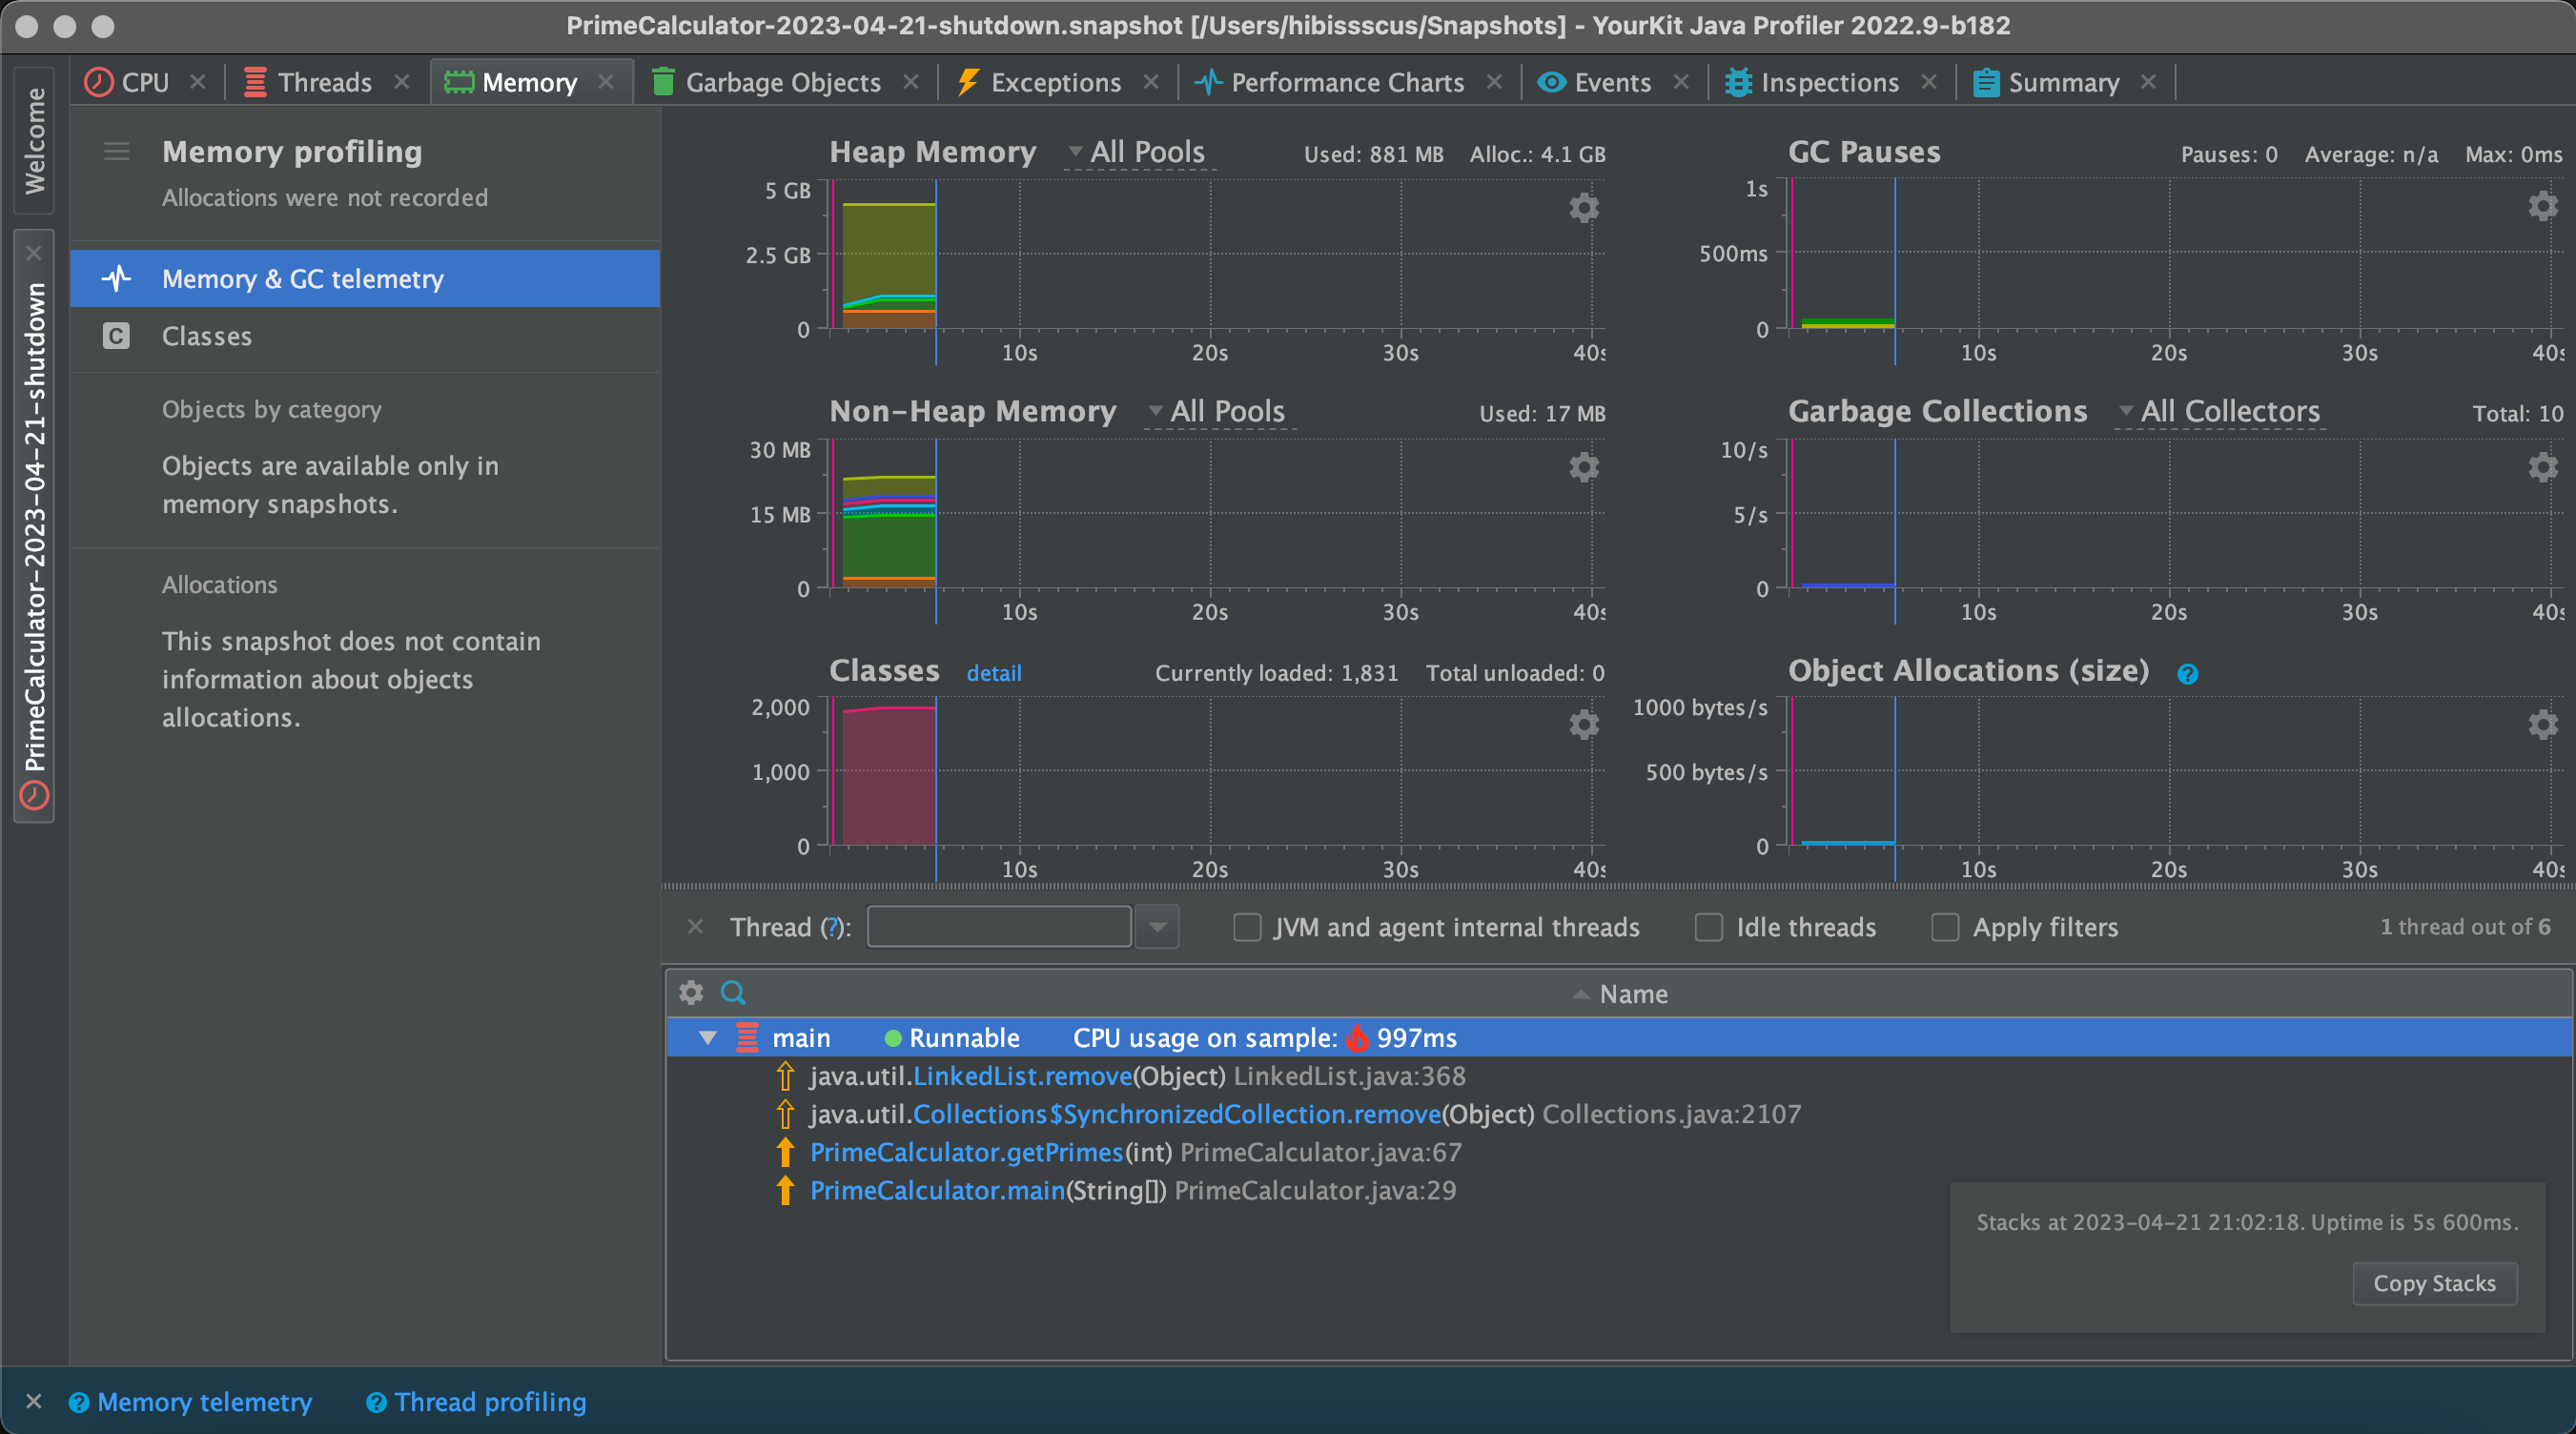 PrimeCalculator-2023-04-21-shutdown.snapshot [/Users/hibissscus/Snapshots] - YourKit Java Profiler 2022.9-b182
CPU Threads Memory Garbage Objects Exceptions Performance Charts Events Inspections Summary
Welcome
PrimeCalculator-2023-04-21-shutdown
Memory profiling
Allocations were not recorded
Memory & GC telemetry
C Classes
Objects by category
Objects are available only in
memory snapshots.
Allocations
This snapshot does not contain
information about objects
allocations.
Heap Memory All Pools Used: 881 MB Alloc.: 4.1 GB
5 GB
2.5 GB
0
10s 20s 30s 40s
GC Pauses Pauses: 0 Average: n/a Max: 0ms
1s
500ms
0
10s 20s 30s 40s
Non-Heap Memory All Pools Used: 17 MB
30 MB
15 MB
0
10s 20s 30s 40s
Garbage Collections All Collectors Total: 10
10/s
5/s
0
10s 20s 30s 40s
Classes detail Currently loaded: 1,831 Total unloaded: 0
2,000
1,000
0
10s 20s 30s 40s
Object Allocations (size) ?
1000 bytes/s
500 bytes/s
0
10s 20s 30s 40s
Thread (?): JVM and agent internal threads Idle threads Apply filters 1 thread out of 6
Name
main Runnable CPU usage on sample: 997ms
java.util.LinkedList.remove(Object) LinkedList.java:368
java.util.Collections$SynchronizedCollection.remove(Object) Collections.java:2107
PrimeCalculator.getPrimes(int) PrimeCalculator.java:67
PrimeCalculator.main(String[]) PrimeCalculator.java:29
Stacks at 2023-04-21 21:02:18. Uptime is 5s 600ms.
Copy Stacks
? Memory telemetry ? Thread profiling